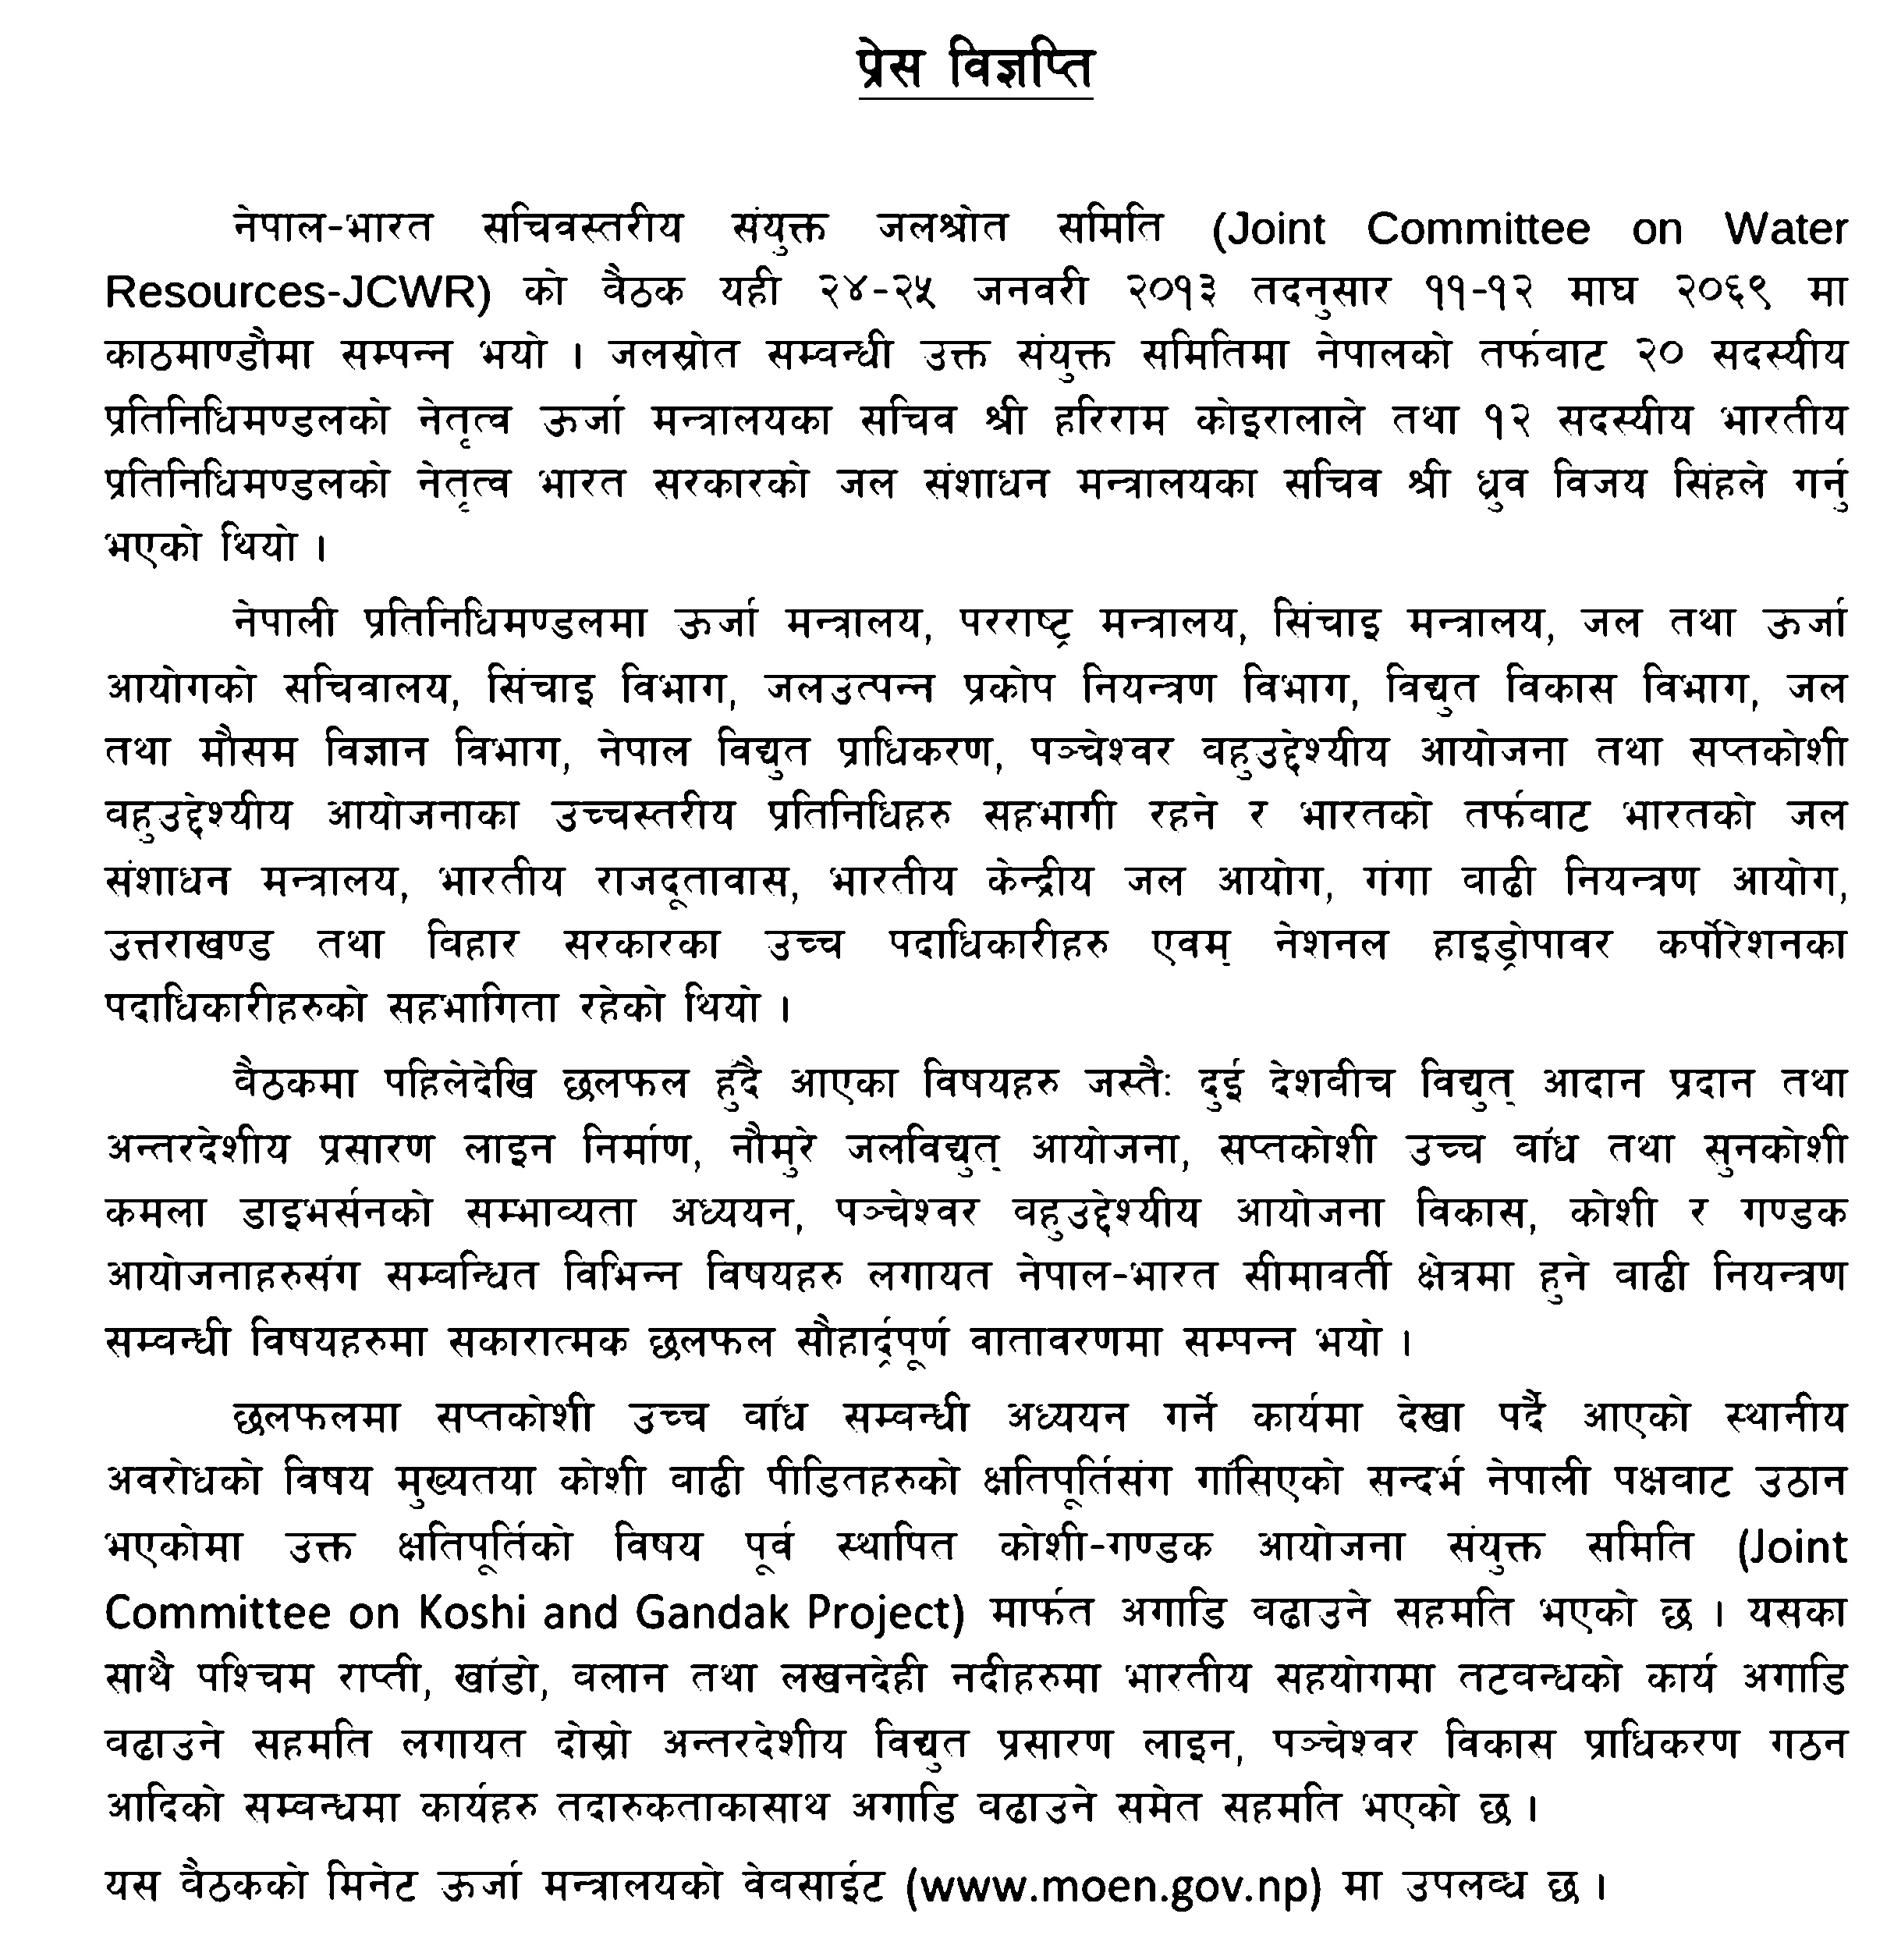 प्रेस विज्ञप्ति
नेपाल-भारत सचिवस्तरीय संयुक्त जलश्रोत समिति (Joint Committee on Water
Resources-JCWR) को वैठक यही २४-२५ जनवरी २०१३ तदनुसार ११-१२ माघ २०६९ मा
काठमाण्डौमा सम्पन्न भयो । जलस्रोत सम्वन्धी उक्त संयुक्त समितिमा नेपालको तर्फवाट २० सदस्यीय
प्रतिनिधिमण्डलको नेतृत्व ऊर्जा मन्त्रालयका सचिव श्री हरिराम कोइरालाले तथा १२ सदस्यीय भारतीय
प्रतिनिधिमण्डलको नेतृत्व भारत सरकारको जल संशाधन मन्त्रालयका सचिव श्री ध्रुव विजय सिंहले गर्नु
भएको थियो ।
नेपाली प्रतिनिधिमण्डलमा ऊर्जा मन्त्रालय, परराष्ट्र मन्त्रालय, सिंचाइ मन्त्रालय, जल तथा ऊर्जा
आयोगको सचिवालय, सिंचाइ विभाग, जलउत्पन्न प्रकोप नियन्त्रण विभाग, विद्युत विकास विभाग, जल
तथा मौसम विज्ञान विभाग, नेपाल विद्युत प्राधिकरण, पञ्चेश्वर वहुउद्देश्यीय आयोजना तथा सप्तकोशी
वहुउद्देश्यीय आयोजनाका उच्चस्तरीय प्रतिनिधिहरु सहभागी रहने र भारतको तर्फवाट भारतको जल
संशाधन मन्त्रालय, भारतीय राजदूतावास, भारतीय केन्द्रीय जल आयोग, गंगा वाढी नियन्त्रण आयोग,
उत्तराखण्ड तथा विहार सरकारका उच्च पदाधिकारीहरु एवम् नेशनल हाइड्रोपावर कर्पोरेशनका
पदाधिकारीहरुको सहभागिता रहेको थियो ।
वैठकमा पहिलेदेखि छलफल हुँदै आएका विषयहरु जस्तै: दुई देशवीच विद्युत् आदान प्रदान तथा
अन्तरदेशीय प्रसारण लाइन निर्माण, नौमुरे जलविद्युत् आयोजना, सप्तकोशी उच्च वाँध तथा सुनकोशी
कमला डाइभर्सनको सम्भाव्यता अध्ययन, पञ्चेश्वर वहुउद्देश्यीय आयोजना विकास, कोशी र गण्डक
आयोजनाहरुसँग सम्वन्धित विभिन्न विषयहरु लगायत नेपाल-भारत सीमावर्ती क्षेत्रमा हुने वाढी नियन्त्रण
सम्वन्धी विषयहरुमा सकारात्मक छलफल सौहार्द्रपूर्ण वातावरणमा सम्पन्न भयो ।
छलफलमा सप्तकोशी उच्च वाँध सम्वन्धी अध्ययन गर्ने कार्यमा देखा पर्दै आएको स्थानीय
अवरोधको विषय मुख्यतया कोशी वाढी पीडितहरुको क्षतिपूर्तिसंग गाँसिएको सन्दर्भ नेपाली पक्षवाट उठान
भएकोमा उक्त क्षतिपूर्तिको विषय पूर्व स्थापित कोशी-गण्डक आयोजना संयुक्त समिति (Joint
Committee on Koshi and Gandak Project) मार्फत अगाडि वढाउने सहमति भएको छ । यसका
साथै पश्चिम राप्ती, खाँडो, वलान तथा लखनदेही नदीहरुमा भारतीय सहयोगमा तटवन्धको कार्य अगाडि
वढाउने सहमति लगायत दोस्रो अन्तरदेशीय विद्युत प्रसारण लाइन, पञ्चेश्वर विकास प्राधिकरण गठन
आदिको सम्वन्धमा कार्यहरु तदारुकताकासाथ अगाडि वढाउने समेत सहमति भएको छ ।
यस वैठकको मिनेट ऊर्जा मन्त्रालयको वेवसाईट (www.moen.gov.np) मा उपलव्ध छ ।